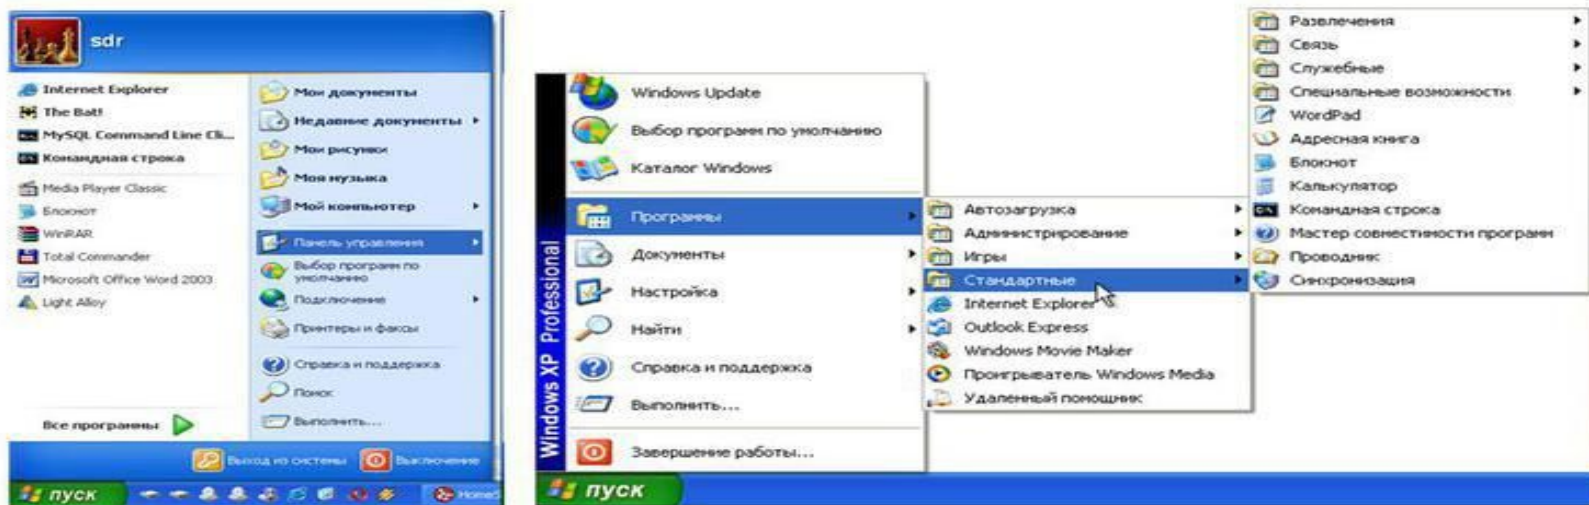 sdr
Internet Explorer
The Bat!
MySQL Command Line Cli...
Командная строка
Media Player Classic
Блокнот
WinRAR
Total Commander
Microsoft Office Word 2003
Light Alloy
Все программы
Мои документы
Недавние документы
Мои рисунки
Моя музыка
Мой компьютер
Панель управления
Выбор программ по
умолчанию
Подключение
Принтеры и факсы
Справка и поддержка
Поиск
Выполнить...
Выход из системы
Выключение
пуск
Windows XP Professional
Windows Update
Выбор программ по умолчанию
Каталог Windows
Программы
Документы
Настройка
Найти
Справка и поддержка
Выполнить...
Завершение работы...
пуск
Автозагрузка
Администрирование
Игры
Стандартные
Internet Explorer
Outlook Express
Windows Movie Maker
Проигрыватель Windows Media
Удаленный помощник
Развлечения
Связь
Служебные
Специальные возможности
WordPad
Адресная книга
Блокнот
Калькулятор
Командная строка
Мастер совместимости программ
Проводник
Синхронизация